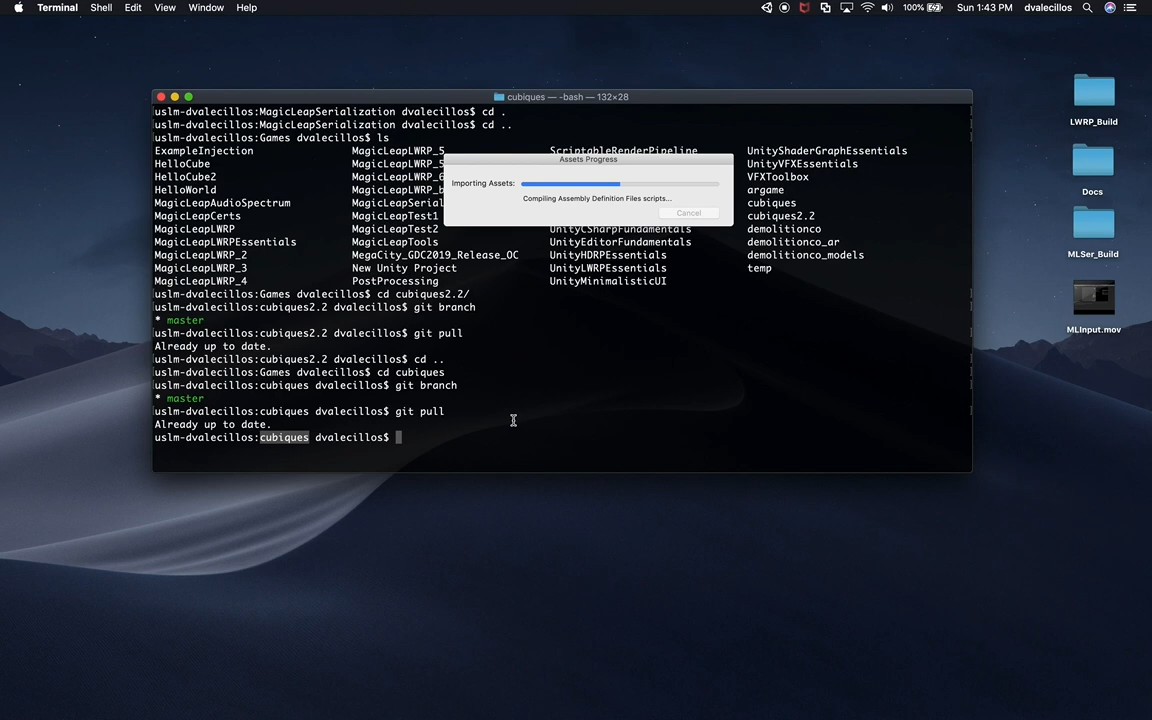 Terminal Shell Edit View Window Help 100% Sun 1:43 PM dvalecillos
cubiques — -bash — 132×28
uslm-dvalecillos:MagicLeapSerialization dvalecillos$ cd .
uslm-dvalecillos:MagicLeapSerialization dvalecillos$ cd ..
uslm-dvalecillos:Games dvalecillos$ ls
ExampleInjection MagicLeapLWRP_5 ScriptableRenderPipeline UnityShaderGraphEssentials
HelloCube MagicLeapLWRP_5 UnityVFXEssentials
HelloCube2 MagicLeapLWRP_6 VFXToolbox
HelloWorld MagicLeapLWRP_b argame
MagicLeapAudioSpectrum MagicLeapSerial cubiques
MagicLeapCerts MagicLeapTest1 cubiques2.2
MagicLeapLWRP MagicLeapTest2 UnityCSharpFundamentals demolitionco
MagicLeapLWRPEssentials MagicLeapTools UnityEditorFundamentals demolitionco_ar
MagicLeapLWRP_2 MegaCity_GDC2019_Release_OC UnityHDRPEssentials demolitionco_models
MagicLeapLWRP_3 New Unity Project UnityLWRPEssentials temp
MagicLeapLWRP_4 PostProcessing UnityMinimalisticUI
uslm-dvalecillos:Games dvalecillos$ cd cubiques2.2/
uslm-dvalecillos:cubiques2.2 dvalecillos$ git branch
* master
uslm-dvalecillos:cubiques2.2 dvalecillos$ git pull
Already up to date.
uslm-dvalecillos:cubiques2.2 dvalecillos$ cd ..
uslm-dvalecillos:Games dvalecillos$ cd cubiques
uslm-dvalecillos:cubiques dvalecillos$ git branch
* master
uslm-dvalecillos:cubiques dvalecillos$ git pull
Already up to date.
uslm-dvalecillos:cubiques dvalecillos$
Assets Progress
Importing Assets:
Compiling Assembly Definition Files scripts...
Cancel
LWRP_Build
Docs
MLSer_Build
MLInput.mov